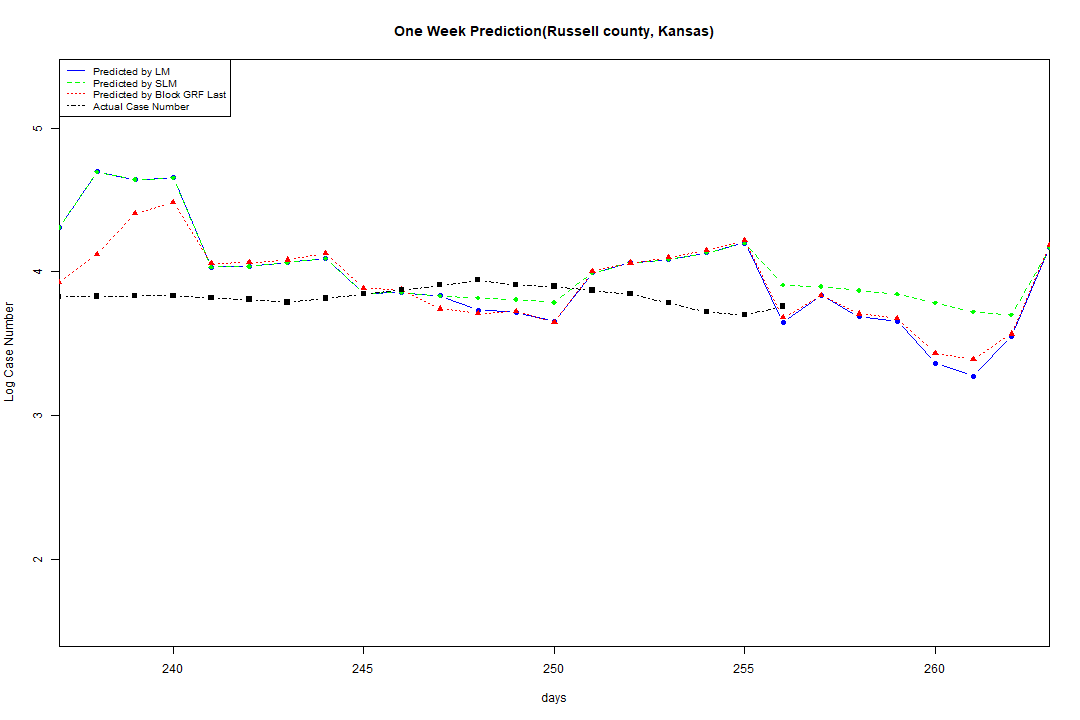 One Week Prediction(Russell county, Kansas)
Predicted by LM
Predicted by SLM
Predicted by Block GRF Last
Actual Case Number
5
4
3
2
Log Case Number
240 245 250 255 260
days